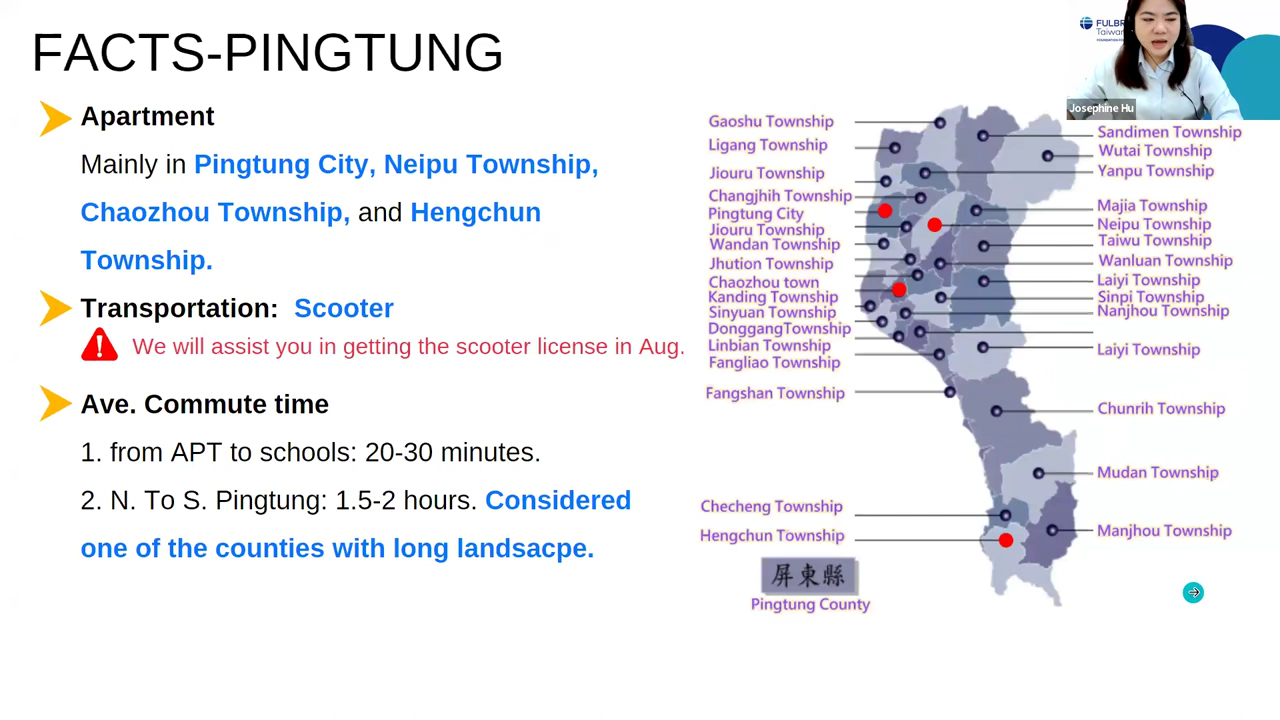 FACTS-PINGTUNG
Apartment
Mainly in Pingtung City, Neipu Township,
Chaozhou Township, and Hengchun
Township.
Transportation: Scooter
We will assist you in getting the scooter license in Aug.
Ave. Commute time
1. from APT to schools: 20-30 minutes.
2. N. To S. Pingtung: 1.5-2 hours. Considered
one of the counties with long landsacpe.
Gaoshu Township
Ligang Township
Jiouru Township
Changjhih Township
Pingtung City
Jiouru Township
Wandan Township
Jhution Township
Chaozhou town
Kanding Township
Sinyuan Township
DonggangTownship
Linbian Township
Fangliao Township
Fangshan Township
Checheng Township
Hengchun Township
屏東縣
Pingtung County
Sandimen Township
Wutai Township
Yanpu Township
Majia Township
Neipu Township
Taiwu Township
Wanluan Township
Laiyi Township
Sinpi Township
Nanjhou Township
Laiyi Township
Chunrih Township
Mudan Township
Manjhou Township
Josephine Hu